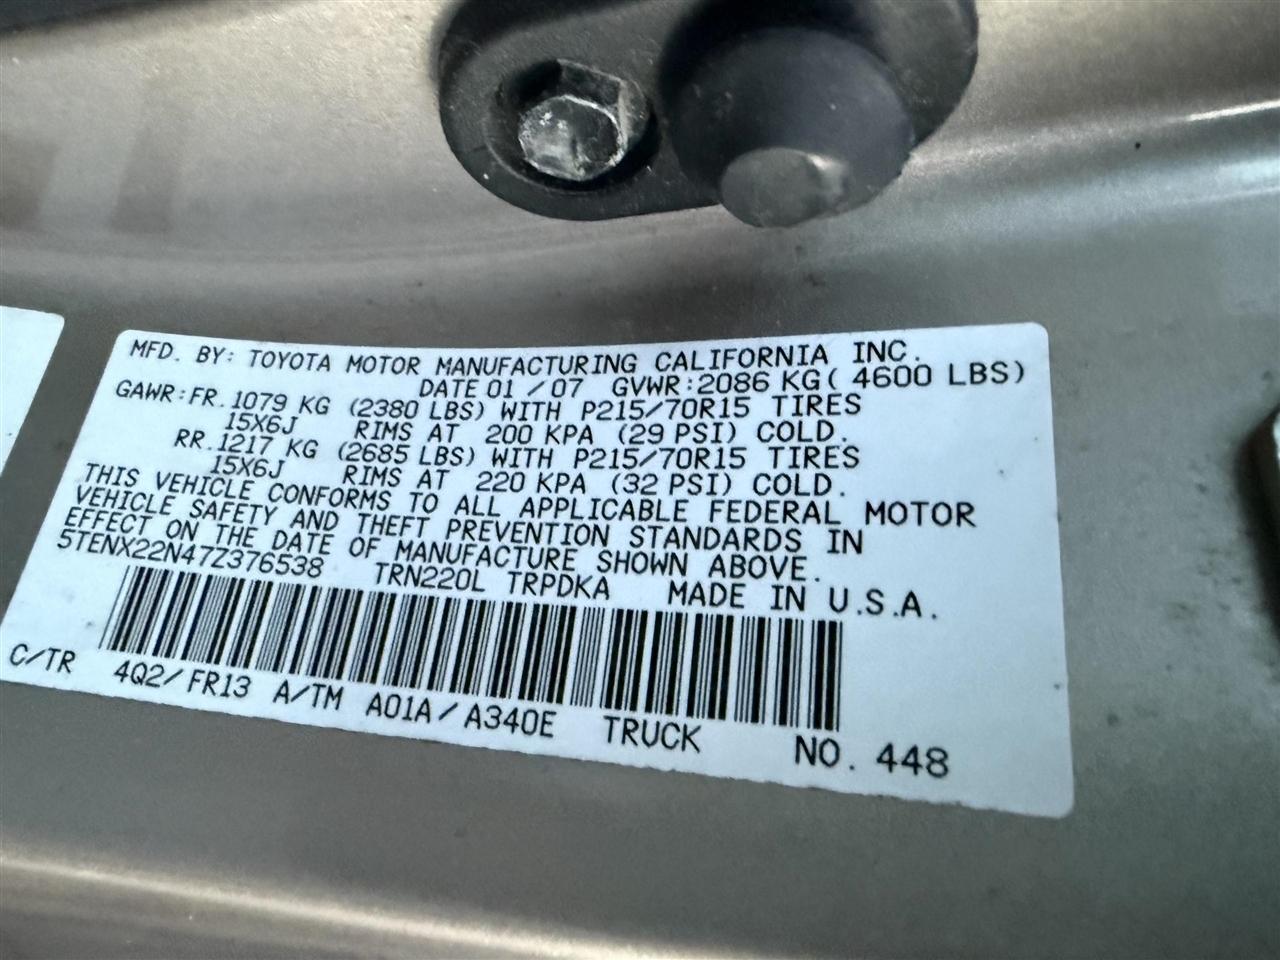 MFD. BY: TOYOTA MOTOR MANUFACTURING CALIFORNIA INC.
DATE 01 /07 GVWR:2086 KG( 4600 LBS)
GAWR:FR.1079 KG (2380 LBS) WITH P215/70R15 TIRES
15X6J RIMS AT 200 KPA (29 PSI) COLD.
RR.1217 KG (2685 LBS) WITH P215/70R15 TIRES
15X6J RIMS AT 220 KPA (32 PSI) COLD.
THIS VEHICLE CONFORMS TO ALL APPLICABLE FEDERAL MOTOR
VEHICLE SAFETY AND THEFT PREVENTION STANDARDS IN
EFFECT ON THE DATE OF MANUFACTURE SHOWN ABOVE.
5TENX22N47Z376538 TRN220L TRPDKA MADE IN U.S.A.
C/TR 4Q2/FR13 A/TM A01A/A340E TRUCK NO. 448